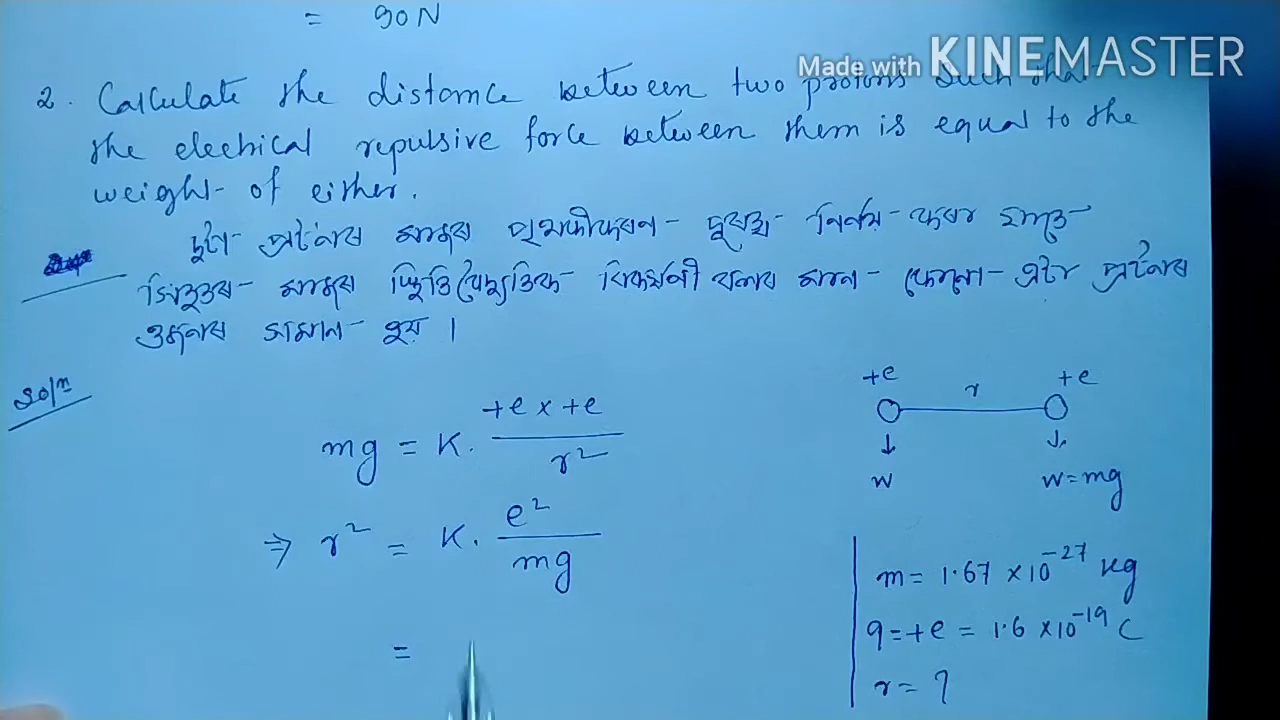 = 90N
Made with KINEMASTER
2. Calculate the distance between two protons such that
the electrical repulsive force between them is equal to the
weight of either.
দুটা প্ৰটনৰ মাজৰ পৃথকীকৰণ দূৰত্ব নিৰ্ণয় কৰা যাতে
সিহঁতৰ মাজৰ স্থিতিবৈদ্যুতিক বিকৰ্ষণী বলৰ মান কোনো এটা প্ৰটনৰ
ওজনৰ সমান হয় ।
Soln
mg = K. +e x +e / r²
⇒ r² = K. e² / mg
=
+e r +e
↓ ↓
W W=mg
m= 1.67 ×10⁻²⁷ kg
q=+e = 1.6 ×10⁻¹⁹ C
r= ?